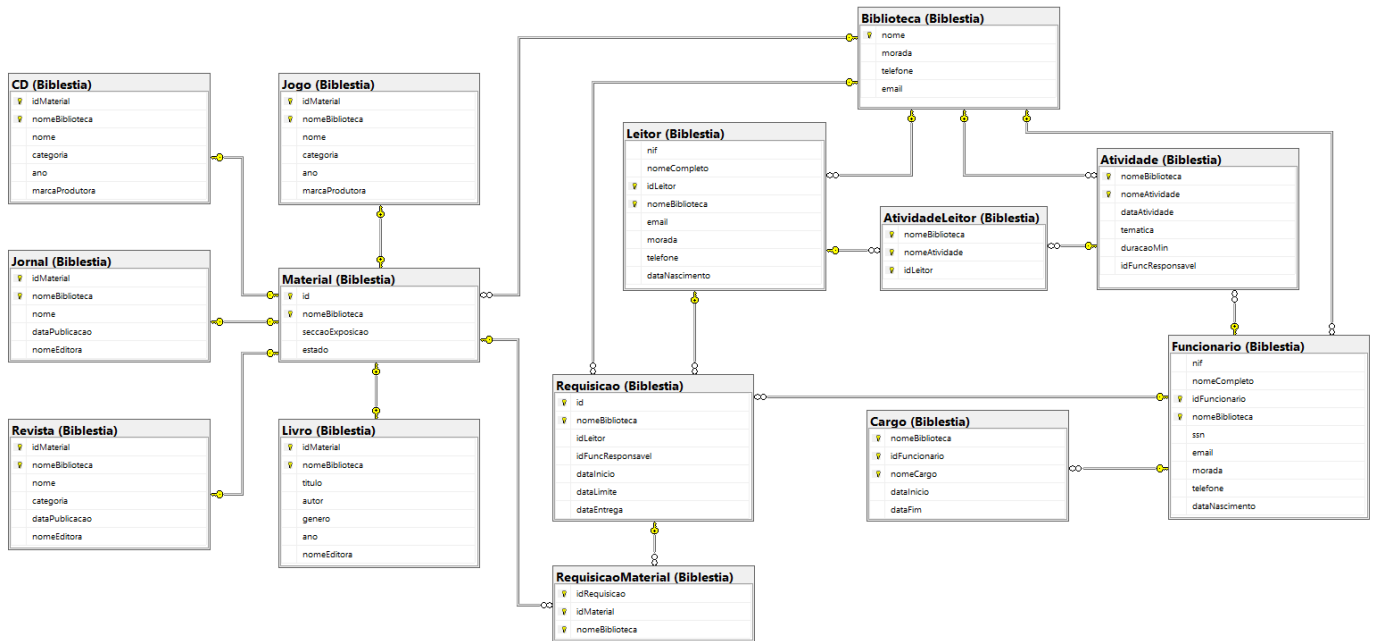 Biblioteca (Biblestia)
nome
morada
telefone
email
CD (Biblestia)
idMaterial
nomeBiblioteca
nome
categoria
ano
marcaProdutora
Jogo (Biblestia)
idMaterial
nomeBiblioteca
nome
categoria
ano
marcaProdutora
Leitor (Biblestia)
nif
nomeCompleto
idLeitor
nomeBiblioteca
email
morada
telefone
dataNascimento
Atividade (Biblestia)
nomeBiblioteca
nomeAtividade
dataAtividade
tematica
duracaoMin
idFuncResponsavel
AtividadeLeitor (Biblestia)
nomeBiblioteca
nomeAtividade
idLeitor
Jornal (Biblestia)
idMaterial
nomeBiblioteca
nome
dataPublicacao
nomeEditora
Material (Biblestia)
id
nomeBiblioteca
seccaoExposicao
estado
Funcionario (Biblestia)
nif
nomeCompleto
idFuncionario
nomeBiblioteca
ssn
email
morada
telefone
dataNascimento
Requisicao (Biblestia)
id
nomeBiblioteca
idLeitor
idFuncResponsavel
dataInicio
dataLimite
dataEntrega
Cargo (Biblestia)
nomeBiblioteca
idFuncionario
nomeCargo
dataInicio
dataFim
Revista (Biblestia)
idMaterial
nomeBiblioteca
nome
categoria
dataPublicacao
nomeEditora
Livro (Biblestia)
idMaterial
nomeBiblioteca
titulo
autor
genero
ano
nomeEditora
RequisicaoMaterial (Biblestia)
idRequisicao
idMaterial
nomeBiblioteca